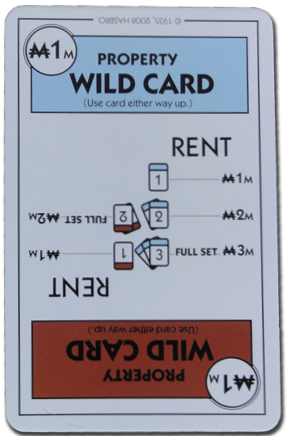 © 1935, 2008 HASBRO.
₩1M
PROPERTY
WILD CARD
(Use card either way up.)
RENT
1 ₩1M
2 ₩2M
3 FULL SET ₩3M
RENT
1 ₩1M
2 FULL SET ₩2M
₩1M
PROPERTY
WILD CARD
(Use card either way up.)